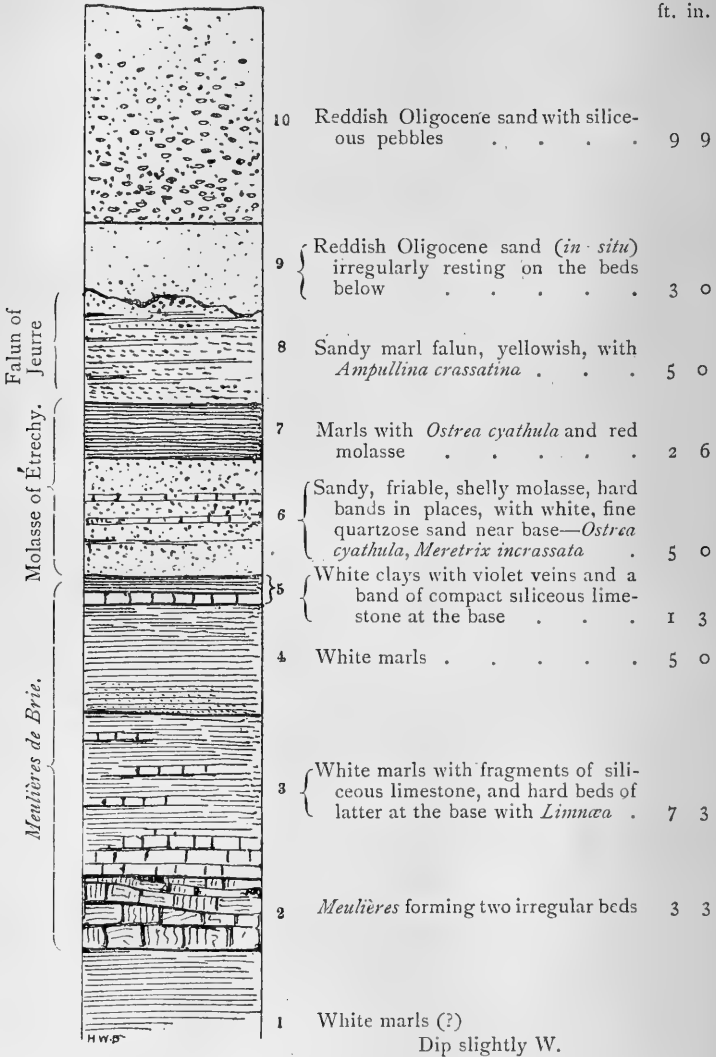 ft. in.
10 Reddish Oligocene sand with silice-
ous pebbles . . . . 9 9
9 Reddish Oligocene sand (in situ)
irregularly resting on the beds
below . . . . . 3 0
Falun of
Jeurre
8 Sandy marl falun, yellowish, with
Ampullina crassatina . . . 5 0
Molasse of Étrechy.
7 Marls with Ostrea cyathula and red
molasse . . . . . 2 6
6 Sandy, friable, shelly molasse, hard
bands in places, with white, fine
quartzose sand near base—Ostrea
cyathula, Meretrix incrassata . 5 0
5 White clays with violet veins and a
band of compact siliceous lime-
stone at the base . . . 1 3
Meulières de Brie.
4 White marls . . . . . 5 0
3 White marls with fragments of sili-
ceous limestone, and hard beds of
latter at the base with Limnæa . 7 3
2 Meulières forming two irregular beds 3 3
1 White marls (?)
Dip slightly W.
H W.B